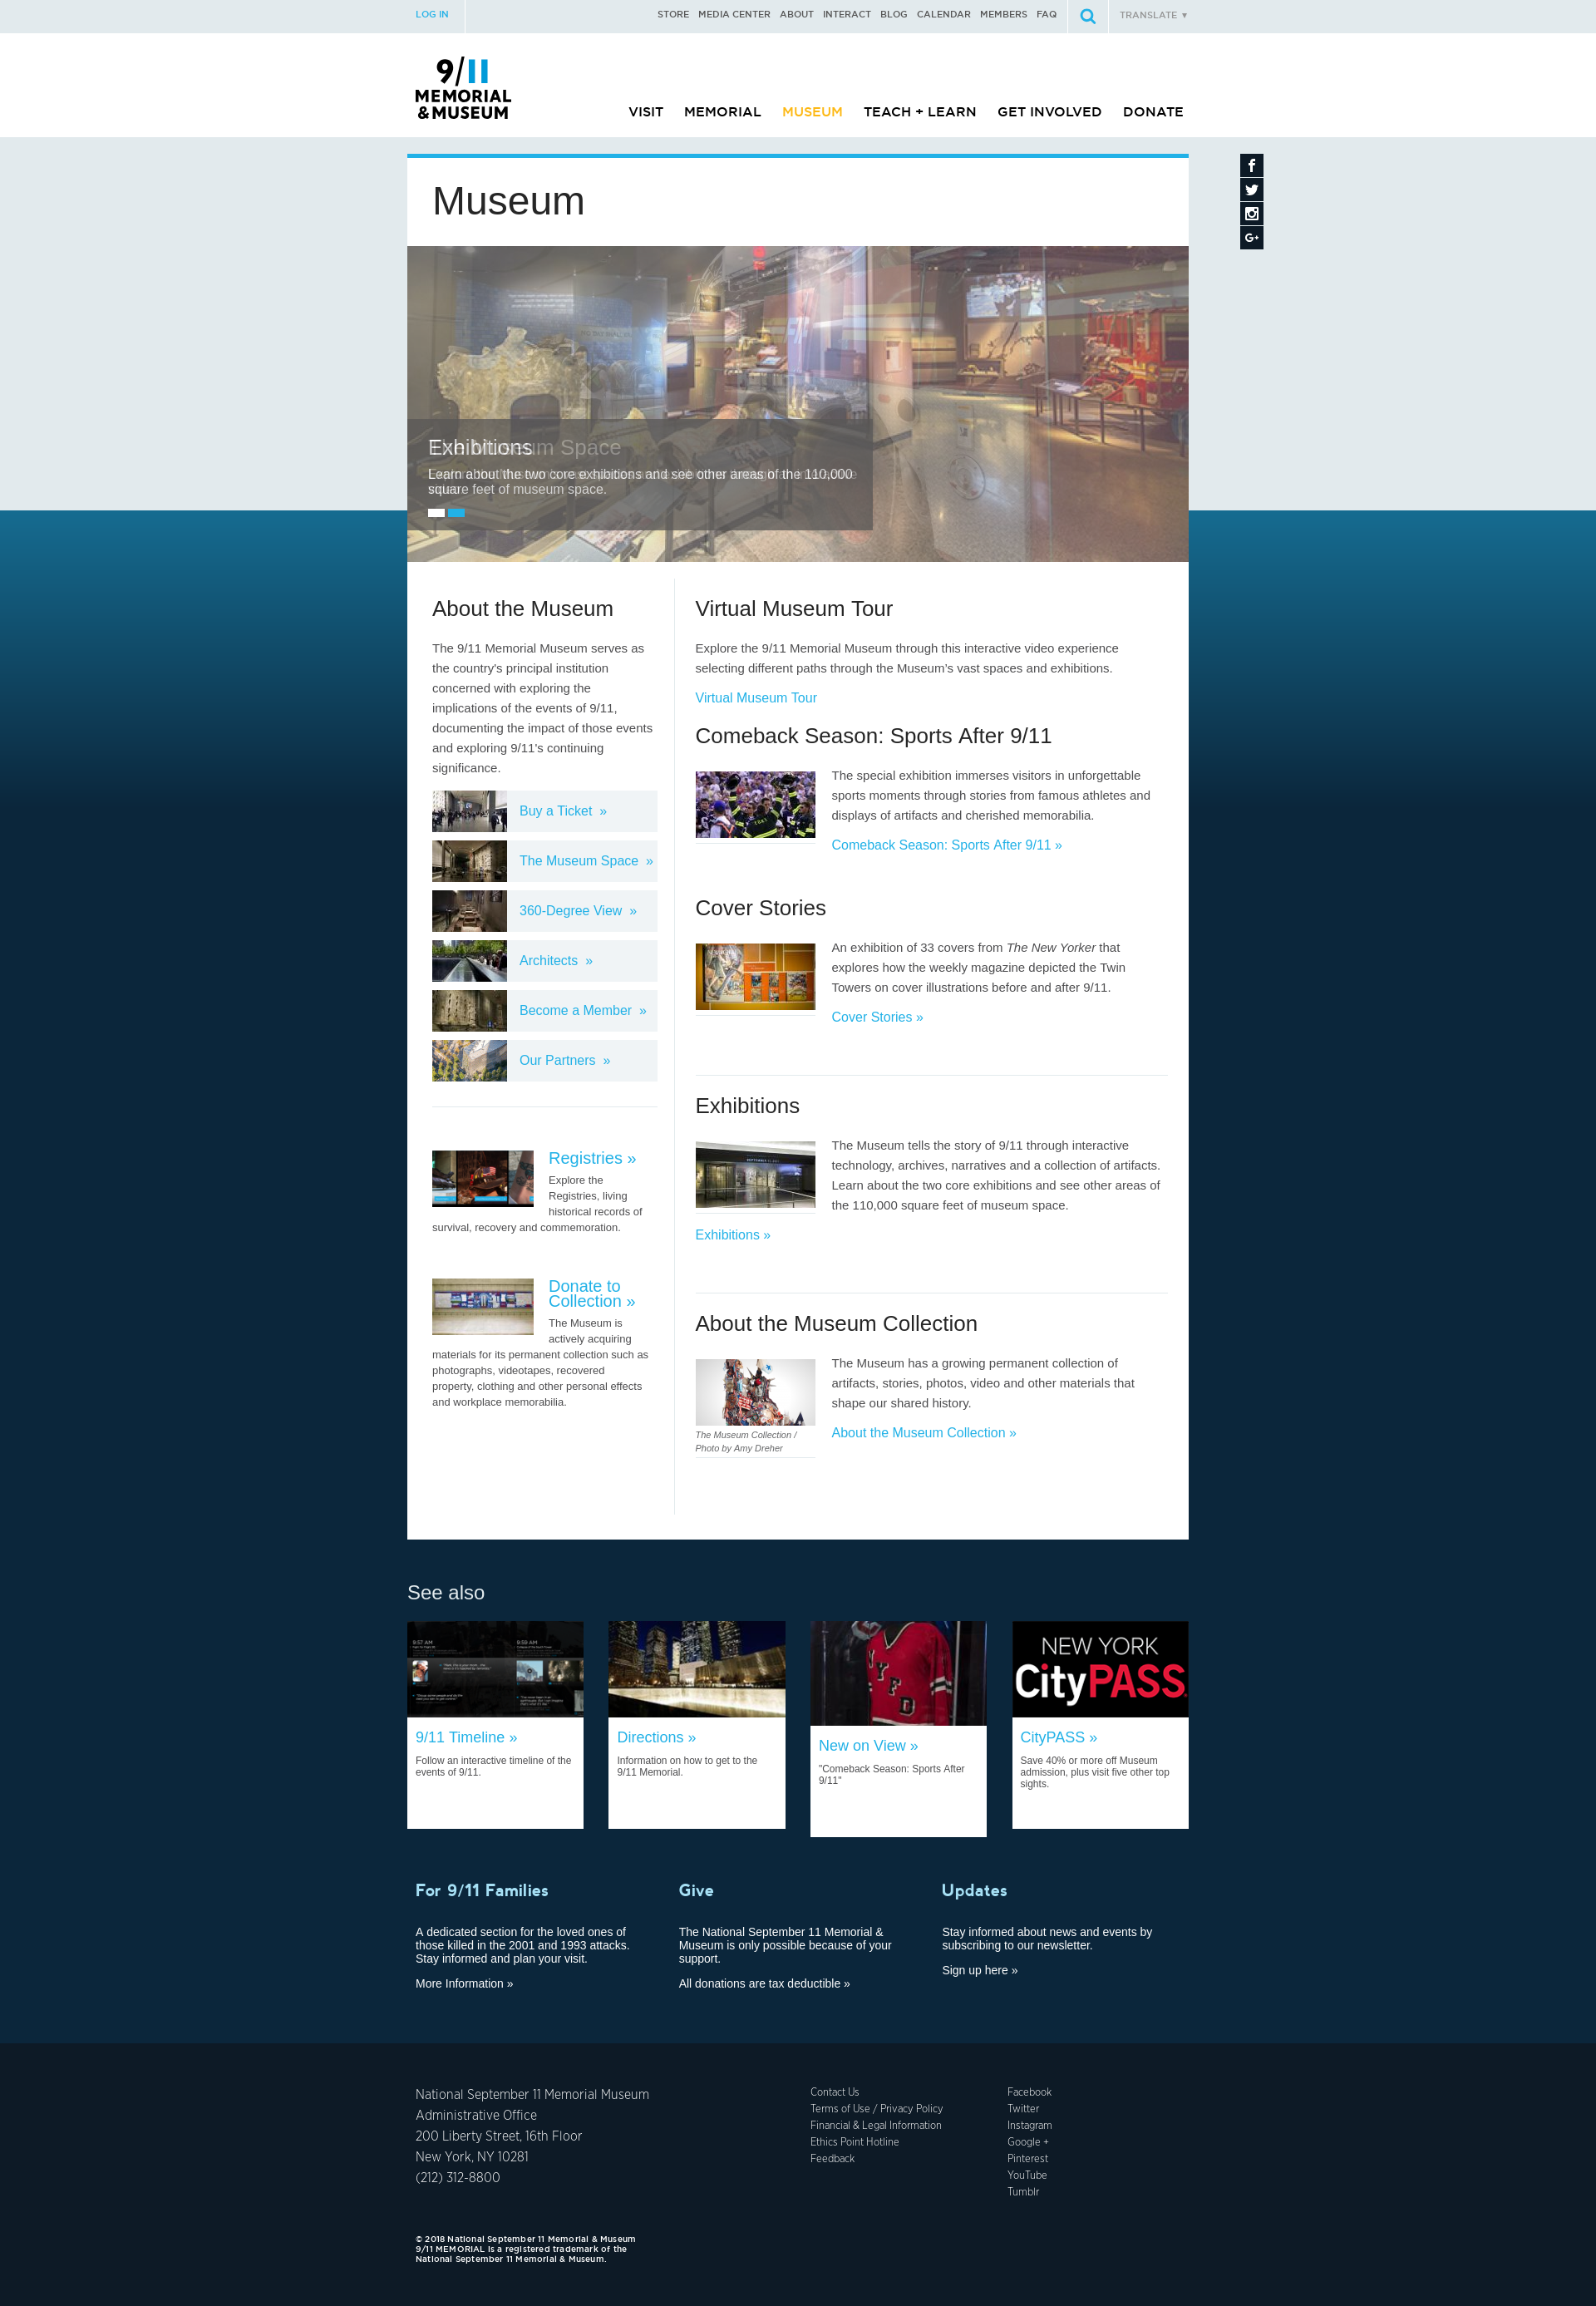 LOG IN
STORE MEDIA CENTER ABOUT INTERACT BLOG CALENDAR MEMBERS FAQ
TRANSLATE ▼
9/11
MEMORIAL
&MUSEUM
VISIT MEMORIAL MUSEUM TEACH + LEARN GET INVOLVED DONATE
Museum
Exhibitions
Learn about the two core exhibitions and see other areas of the 110,000
square feet of museum space.
About the Museum
The 9/11 Memorial Museum serves as
the country's principal institution
concerned with exploring the
implications of the events of 9/11,
documenting the impact of those events
and exploring 9/11's continuing
significance.
Buy a Ticket »
The Museum Space »
360-Degree View »
Architects »
Become a Member »
Our Partners »
Registries »
Explore the
Registries, living
historical records of
survival, recovery and commemoration.
Donate to
Collection »
The Museum is
actively acquiring
materials for its permanent collection such as
photographs, videotapes, recovered
property, clothing and other personal effects
and workplace memorabilia.
Virtual Museum Tour
Explore the 9/11 Memorial Museum through this interactive video experience
selecting different paths through the Museum's vast spaces and exhibitions.
Virtual Museum Tour
Comeback Season: Sports After 9/11
The special exhibition immerses visitors in unforgettable
sports moments through stories from famous athletes and
displays of artifacts and cherished memorabilia.
Comeback Season: Sports After 9/11 »
Cover Stories
An exhibition of 33 covers from The New Yorker that
explores how the weekly magazine depicted the Twin
Towers on cover illustrations before and after 9/11.
Cover Stories »
Exhibitions
The Museum tells the story of 9/11 through interactive
technology, archives, narratives and a collection of artifacts.
Learn about the two core exhibitions and see other areas of
the 110,000 square feet of museum space.
Exhibitions »
About the Museum Collection
The Museum has a growing permanent collection of
artifacts, stories, photos, video and other materials that
shape our shared history.
About the Museum Collection »
The Museum Collection /
Photo by Amy Dreher
See also
9:57 AM
9:59 AM
NYFD
NEW YORK
CityPASS
9/11 Timeline »
Follow an interactive timeline of the
events of 9/11.
Directions »
Information on how to get to the
9/11 Memorial.
New on View »
"Comeback Season: Sports After
9/11"
CityPASS »
Save 40% or more off Museum
admission, plus visit five other top
sights.
For 9/11 Families
A dedicated section for the loved ones of
those killed in the 2001 and 1993 attacks.
Stay informed and plan your visit.
More Information »
Give
The National September 11 Memorial &
Museum is only possible because of your
support.
All donations are tax deductible »
Updates
Stay informed about news and events by
subscribing to our newsletter.
Sign up here »
National September 11 Memorial Museum
Administrative Office
200 Liberty Street, 16th Floor
New York, NY 10281
(212) 312-8800
Contact Us
Terms of Use / Privacy Policy
Financial & Legal Information
Ethics Point Hotline
Feedback
Facebook
Twitter
Instagram
Google +
Pinterest
YouTube
Tumblr
© 2018 National September 11 Memorial & Museum
9/11 MEMORIAL is a registered trademark of the
National September 11 Memorial & Museum.